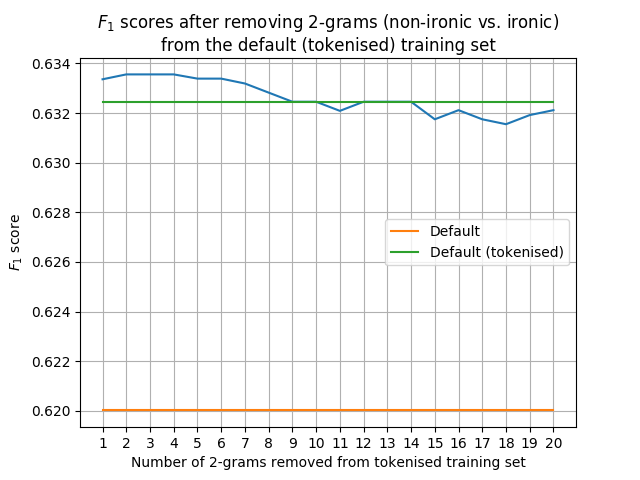 F₁ scores after removing 2-grams (non-ironic vs. ironic)
from the default (tokenised) training set
0.634
0.632
0.630
0.628
0.626
0.624
0.622
0.620
F₁ score
Default
Default (tokenised)
1 2 3 4 5 6 7 8 9 10 11 12 13 14 15 16 17 18 19 20
Number of 2-grams removed from tokenised training set